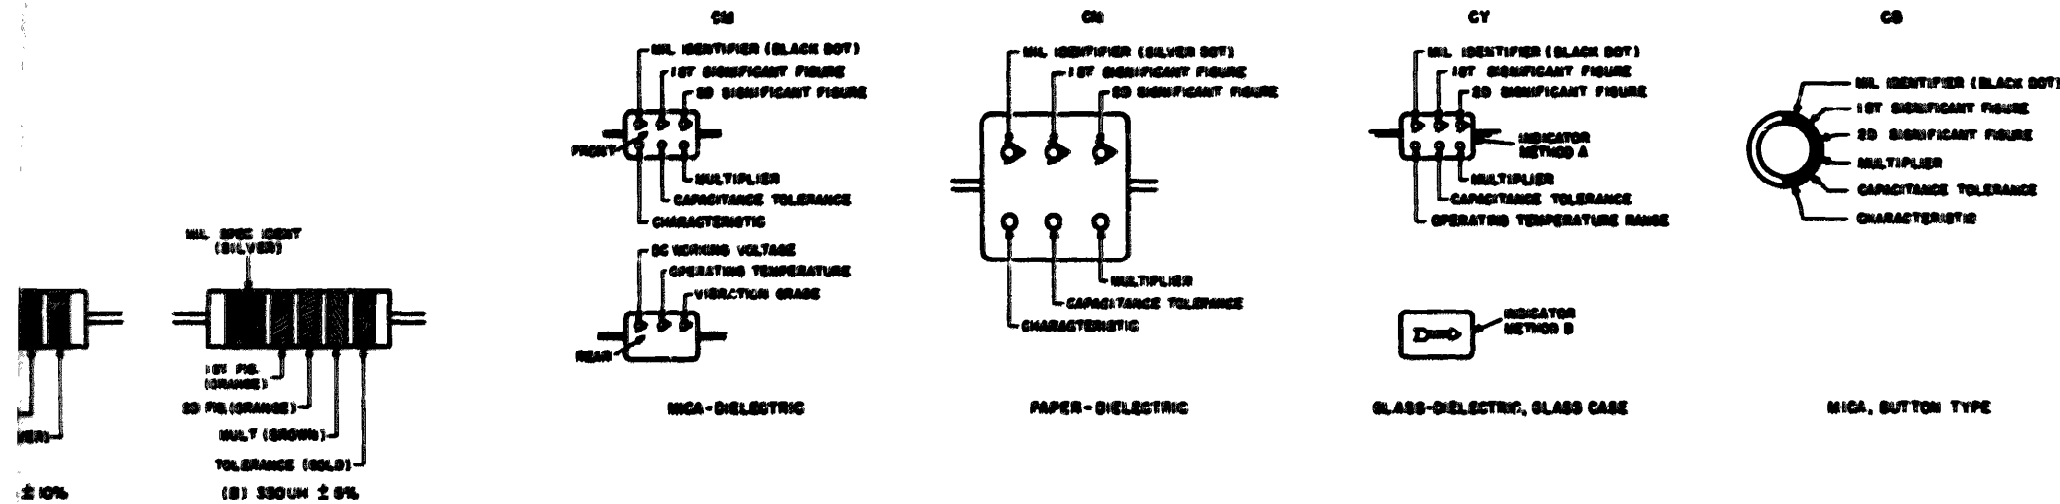 MIL SPEC IDENT
(SILVER)
1ST FIG.
(ORANGE)
2D FIG. (ORANGE)
MULT (BROWN)
TOLERANCE (GOLD)
± 10%
(B) 330 UH ± 5%
CM
MIL IDENTIFIER (BLACK DOT)
1ST SIGNIFICANT FIGURE
2D SIGNIFICANT FIGURE
FRONT
MULTIPLIER
CAPACITANCE TOLERANCE
CHARACTERISTIC
DC WORKING VOLTAGE
OPERATING TEMPERATURE
VIBRATION GRADE
REAR
MICA-DIELECTRIC
CN
MIL IDENTIFIER (SILVER DOT)
1ST SIGNIFICANT FIGURE
2D SIGNIFICANT FIGURE
MULTIPLIER
CAPACITANCE TOLERANCE
CHARACTERISTIC
PAPER-DIELECTRIC
CY
MIL IDENTIFIER (BLACK DOT)
1ST SIGNIFICANT FIGURE
2D SIGNIFICANT FIGURE
INDICATOR
METHOD A
MULTIPLIER
CAPACITANCE TOLERANCE
OPERATING TEMPERATURE RANGE
INDICATOR
METHOD B
GLASS-DIELECTRIC, GLASS CASE
CB
MIL IDENTIFIER (BLACK DOT)
1ST SIGNIFICANT FIGURE
2D SIGNIFICANT FIGURE
MULTIPLIER
CAPACITANCE TOLERANCE
CHARACTERISTIC
MICA, BUTTON TYPE